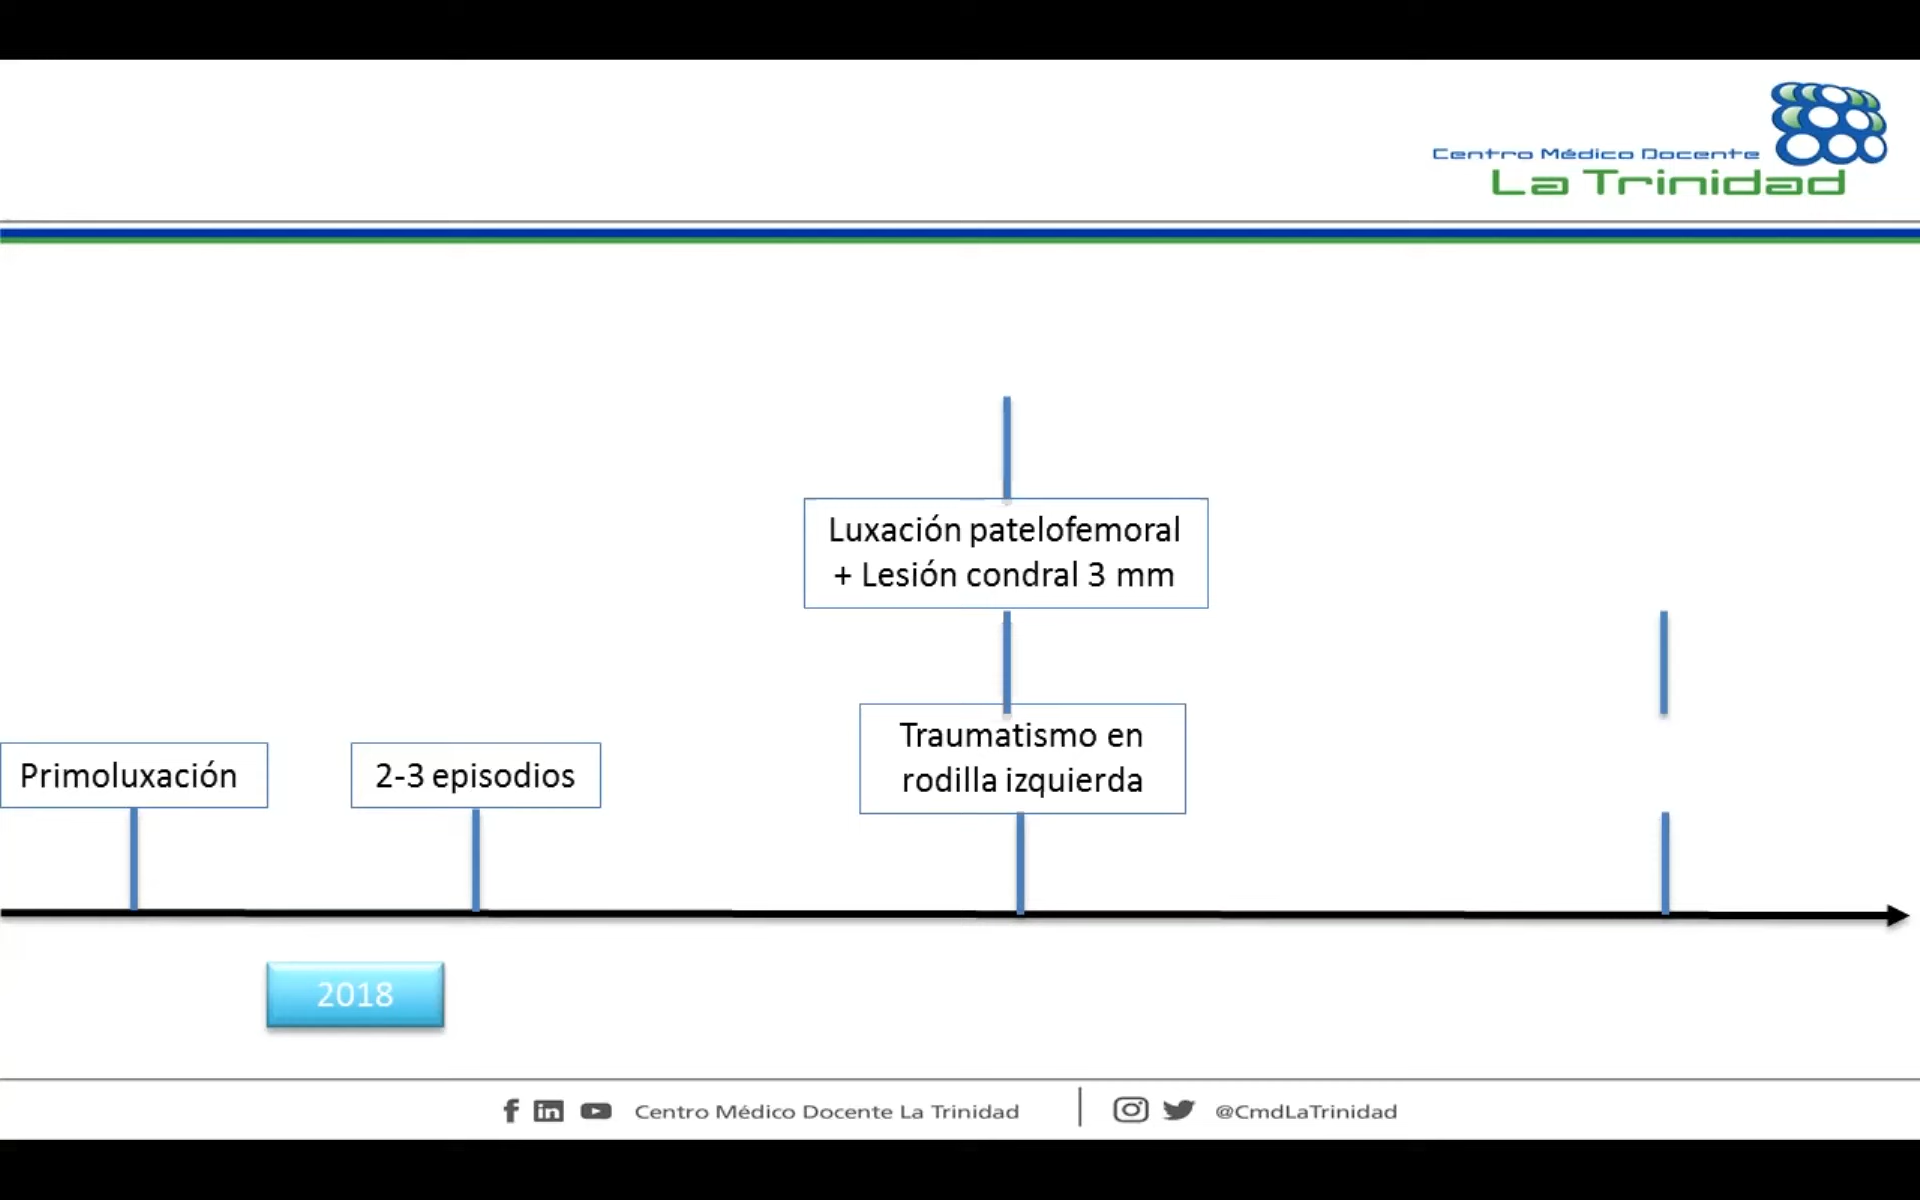 Centro Médico Docente
La Trinidad
Luxación patelofemoral
+ Lesión condral 3 mm
Traumatismo en
rodilla izquierda
Primoluxación
2-3 episodios
2018
Centro Médico Docente La Trinidad
@CmdLaTrinidad